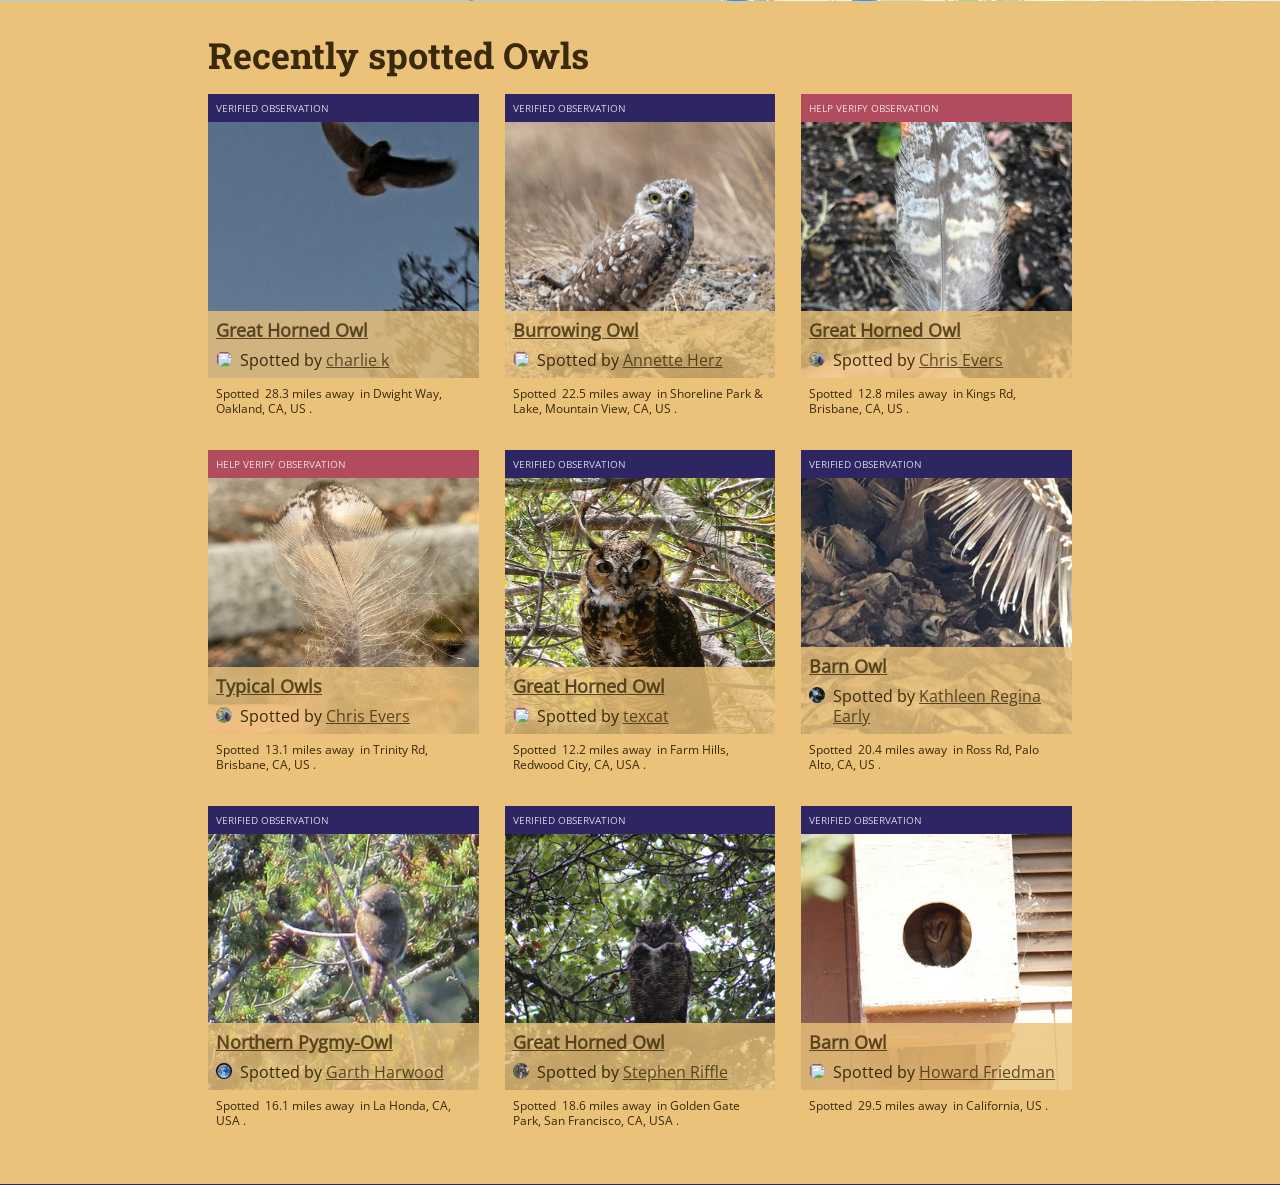 Recently spotted Owls
VERIFIED OBSERVATION
Great Horned Owl
Spotted by charlie k
Spotted 28.3 miles away in Dwight Way,
Oakland, CA, US .
VERIFIED OBSERVATION
Burrowing Owl
Spotted by Annette Herz
Spotted 22.5 miles away in Shoreline Park &
Lake, Mountain View, CA, US .
HELP VERIFY OBSERVATION
Great Horned Owl
Spotted by Chris Evers
Spotted 12.8 miles away in Kings Rd,
Brisbane, CA, US .
HELP VERIFY OBSERVATION
Typical Owls
Spotted by Chris Evers
Spotted 13.1 miles away in Trinity Rd,
Brisbane, CA, US .
VERIFIED OBSERVATION
Great Horned Owl
Spotted by texcat
Spotted 12.2 miles away in Farm Hills,
Redwood City, CA, USA .
VERIFIED OBSERVATION
Barn Owl
Spotted by Kathleen Regina
Early
Spotted 20.4 miles away in Ross Rd, Palo
Alto, CA, US .
VERIFIED OBSERVATION
Northern Pygmy-Owl
Spotted by Garth Harwood
Spotted 16.1 miles away in La Honda, CA,
USA .
VERIFIED OBSERVATION
Great Horned Owl
Spotted by Stephen Riffle
Spotted 18.6 miles away in Golden Gate
Park, San Francisco, CA, USA .
VERIFIED OBSERVATION
Barn Owl
Spotted by Howard Friedman
Spotted 29.5 miles away in California, US .